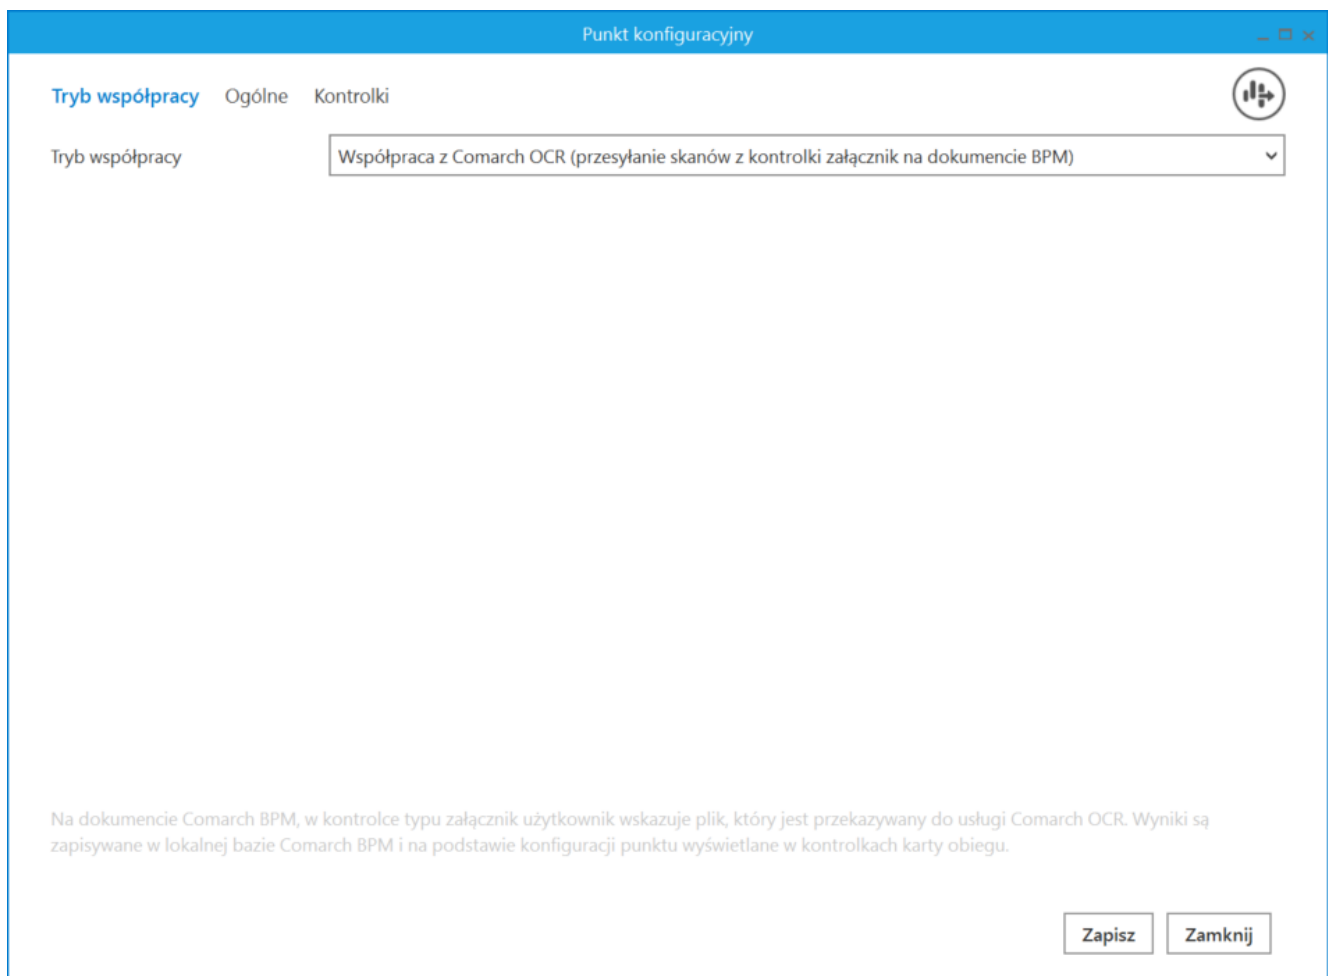 Punkt konfiguracyjny
Tryb współpracy Ogólne Kontrolki
Tryb współpracy Współpraca z Comarch OCR (przesyłanie skanów z kontrolki załącznik na dokumencie BPM)
Na dokumencie Comarch BPM, w kontrolce typu załącznik użytkownik wskazuje plik, który jest przekazywany do usługi Comarch OCR. Wyniki są
zapisywane w lokalnej bazie Comarch BPM i na podstawie konfiguracji punktu wyświetlane w kontrolkach karty obiegu.
Zapisz Zamknij